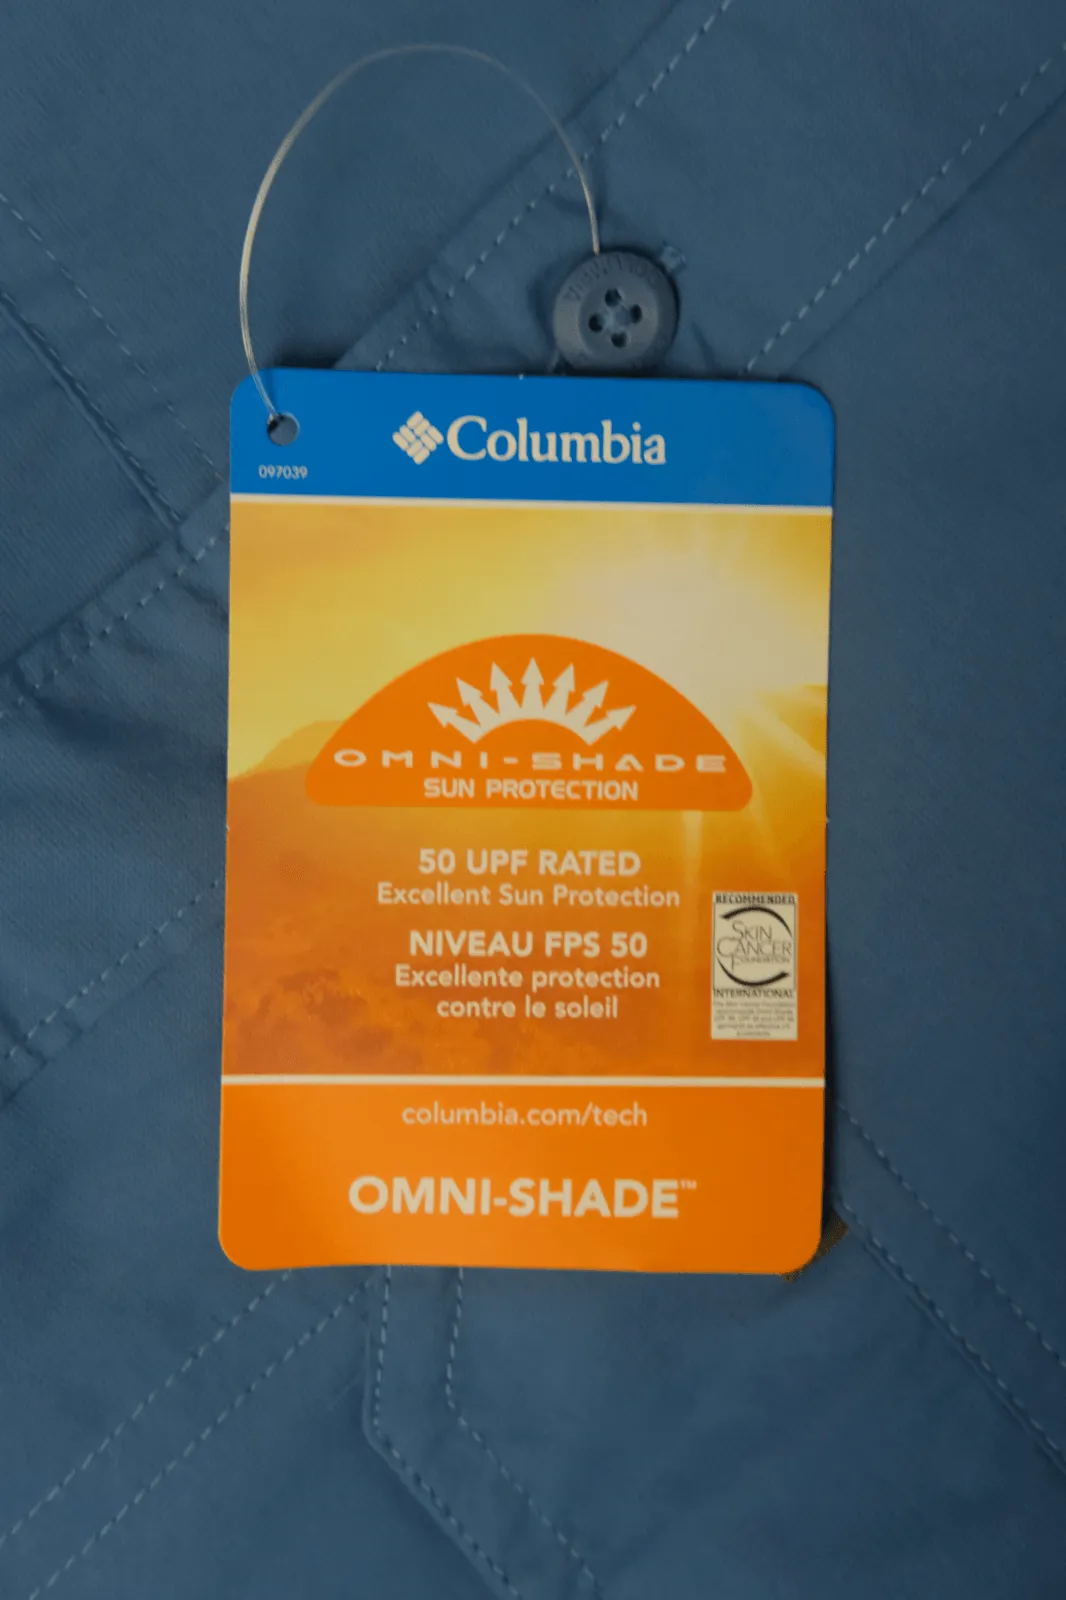 Columbia
097039
OMNI-SHADE
SUN PROTECTION
50 UPF RATED
Excellent Sun Protection
NIVEAU FPS 50
Excellente protection
contre le soleil
RECOMMENDED
SKIN
CANCER
FOUNDATION
INTERNATIONAL
columbia.com/tech
OMNI-SHADE™